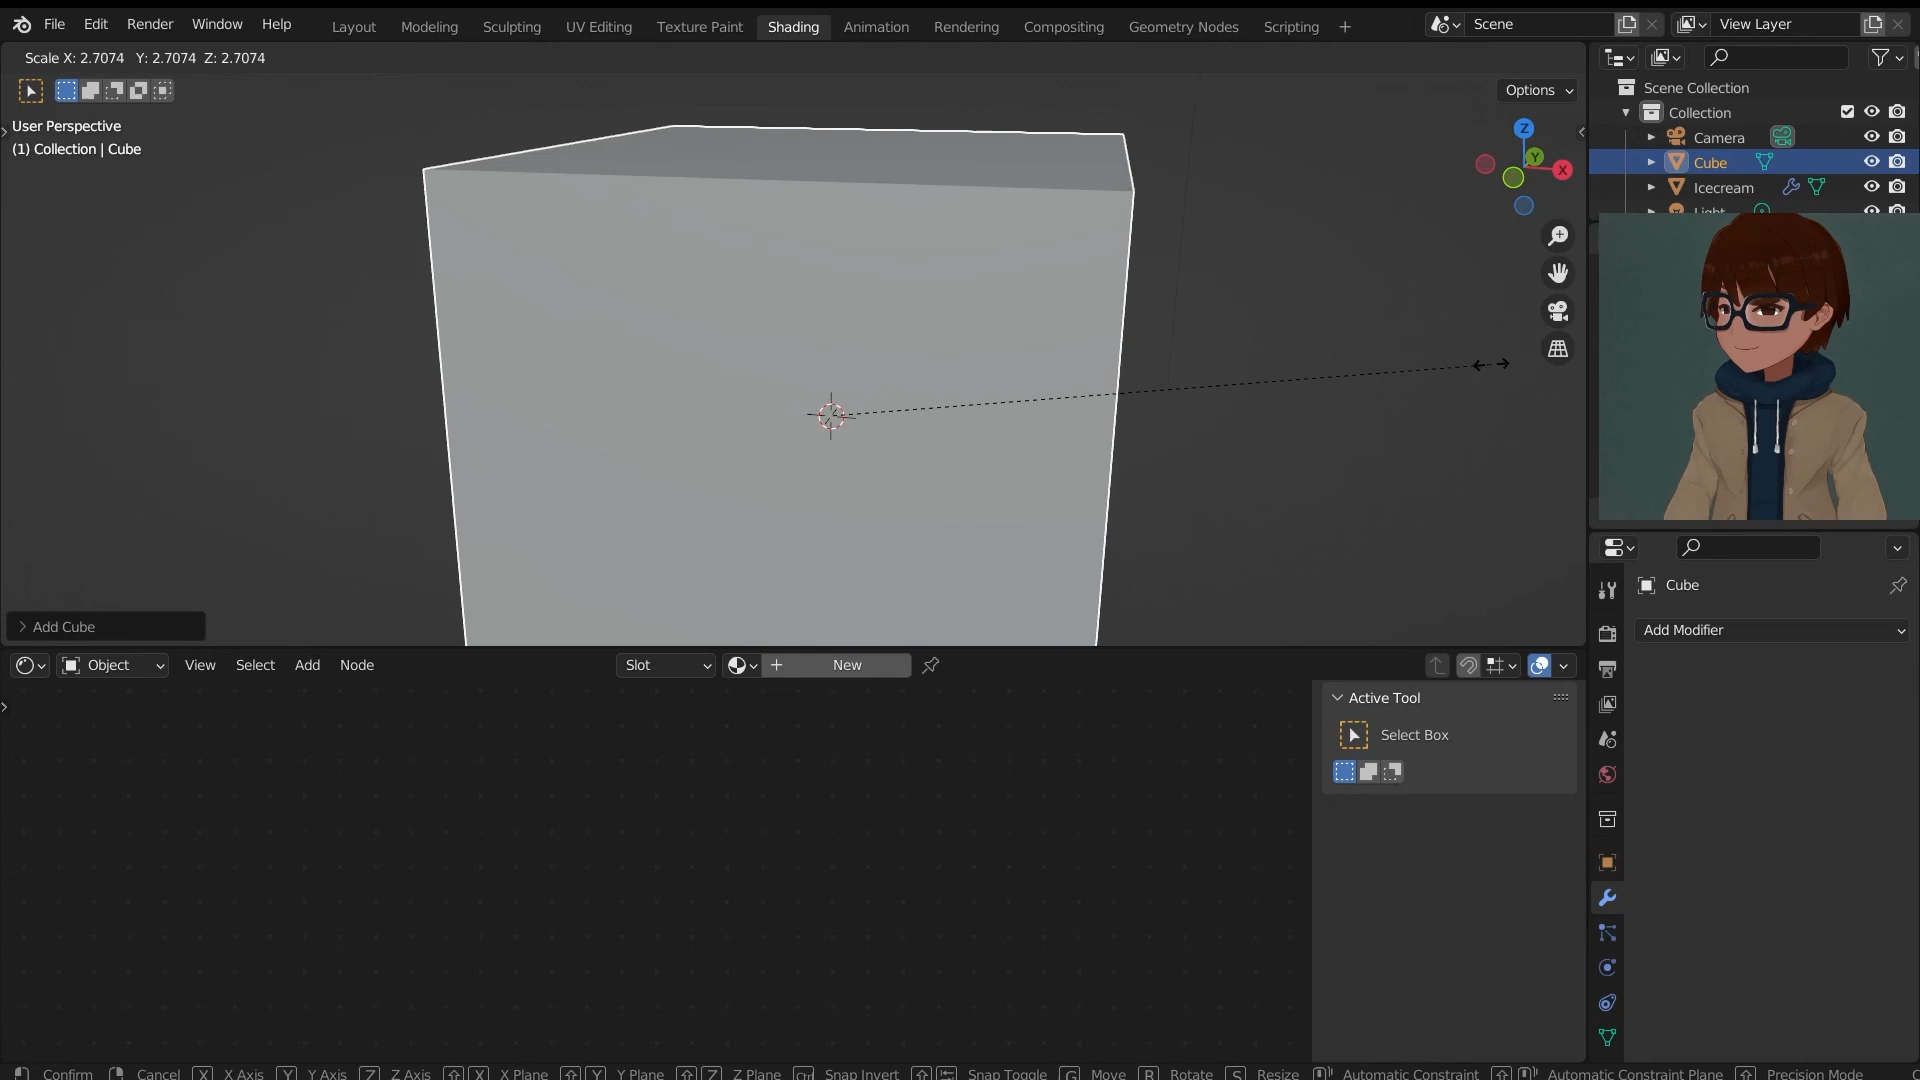 File Edit Render Window Help Layout Modeling Sculpting UV Editing Texture Paint Shading Animation Rendering Compositing Geometry Nodes Scripting + Scene View Layer
Scale X: 2.7074 Y: 2.7074 Z: 2.7074
Options
User Perspective
(1) Collection | Cube
Z
Y
X
Scene Collection
Collection
Camera
Cube
Icecream
Light
Cube
Add Modifier
> Add Cube
Object View Select Add Node Slot + New
Active Tool
Select Box
Confirm Cancel X X Axis Y Y Axis Z Z Axis X X Plane Y Y Plane Z Z Plane Ctrl Snap Invert Snap Toggle G Move R Rotate S Resize Automatic Constraint Automatic Constraint Plane Precision Mode